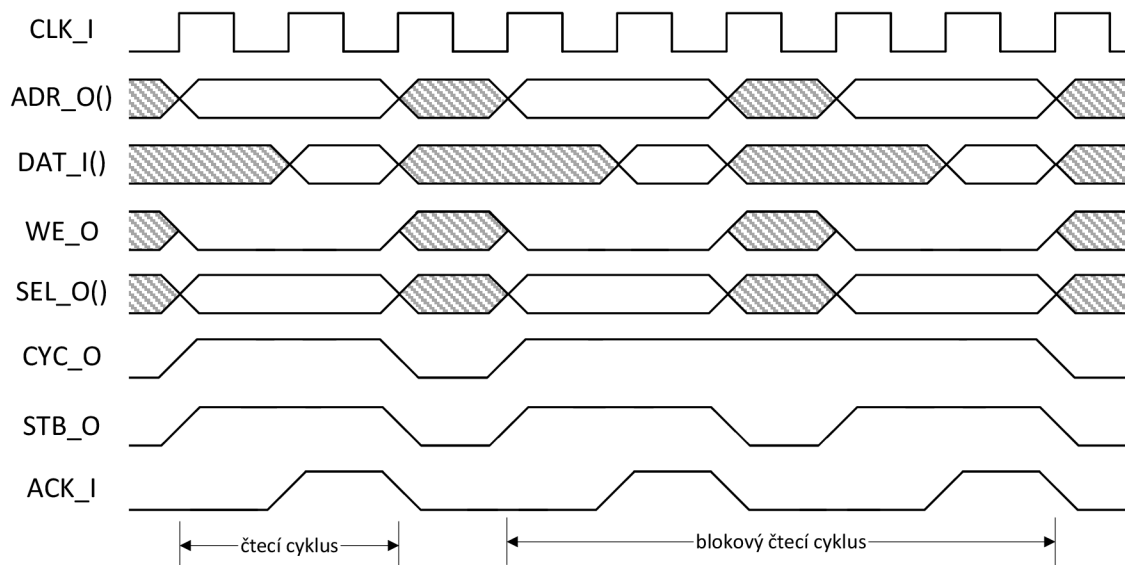 CLK_I
ADR_O()
DAT_I()
WE_O
SEL_O()
CYC_O
STB_O
ACK_I
čtecí cyklus
blokový čtecí cyklus